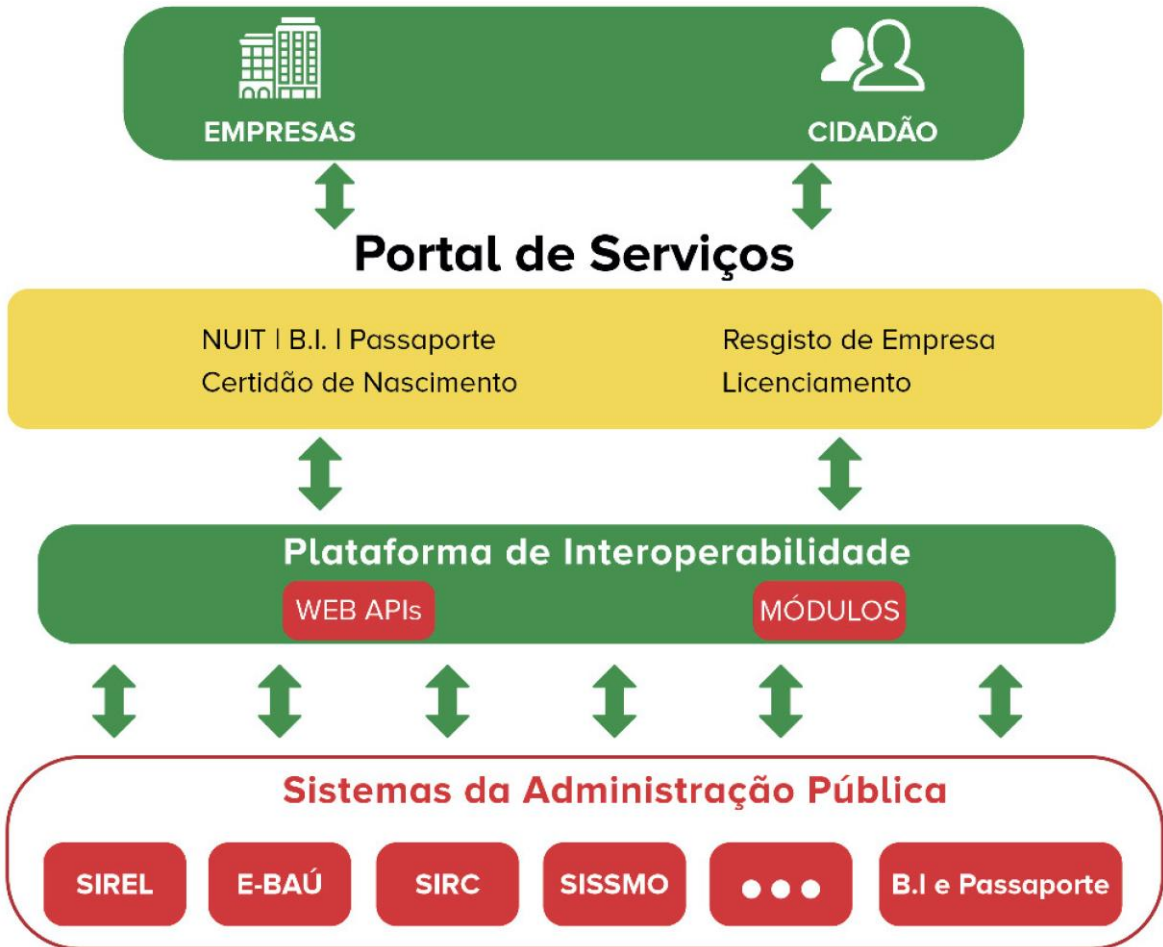 EMPRESAS
CIDADÃO
Portal de Serviços
NUIT | B.I. | Passaporte
Certidão de Nascimento
Resgisto de Empresa
Licenciamento
Plataforma de Interoperabilidade
WEB APIs
MÓDULOS
Sistemas da Administração Pública
SIREL
E-BAÚ
SIRC
SISSMO
B.I e Passaporte